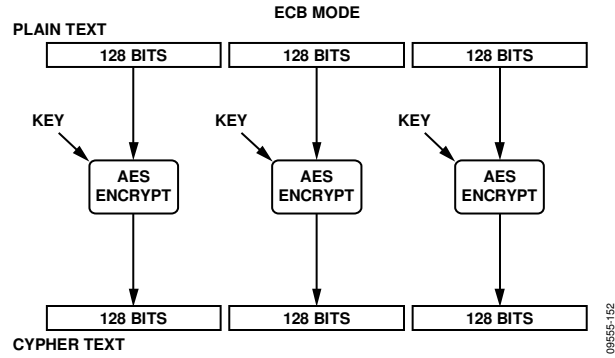 ECB MODE
PLAIN TEXT
128 BITS 128 BITS 128 BITS
KEY KEY KEY
AES AES AES
ENCRYPT ENCRYPT ENCRYPT
128 BITS 128 BITS 128 BITS
CYPHER TEXT
09555-152